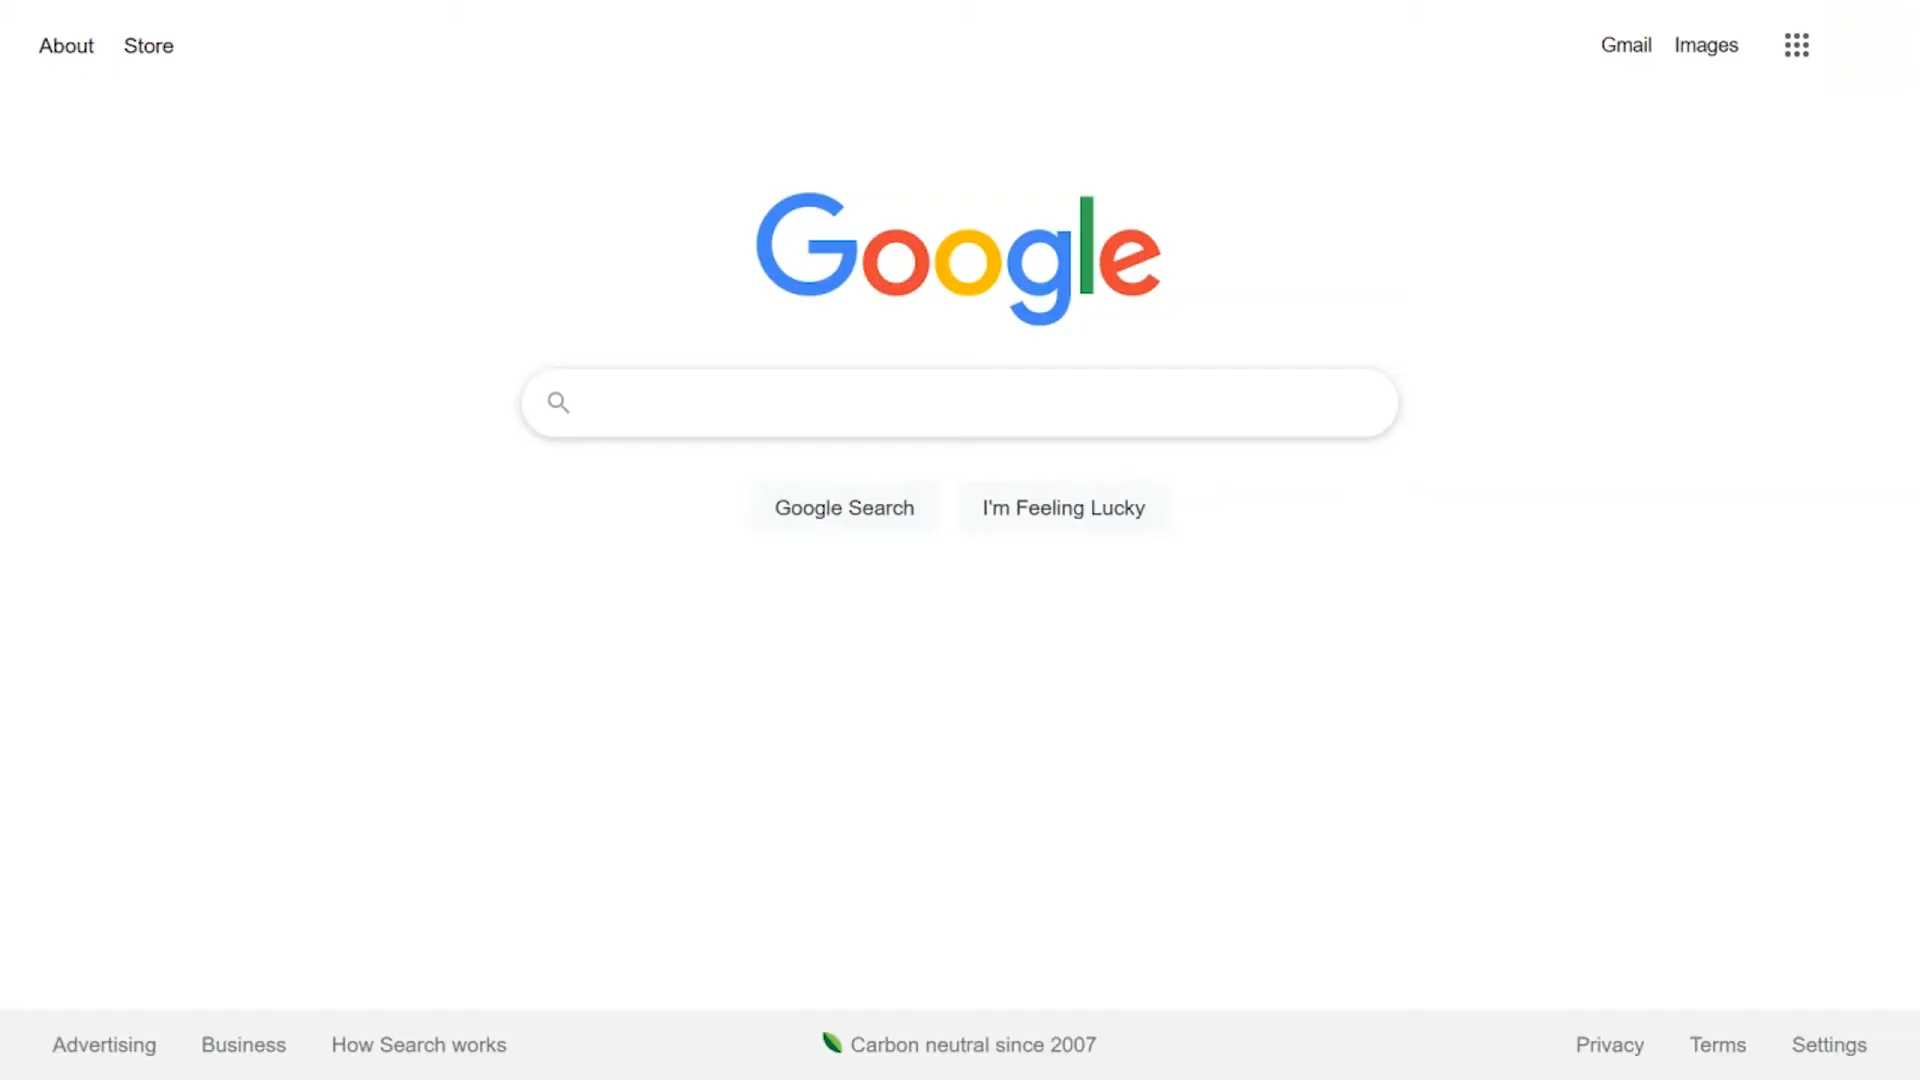 About Store
Gmail Images
Google
Google Search I'm Feeling Lucky
Advertising Business How Search works
Carbon neutral since 2007
Privacy Terms Settings